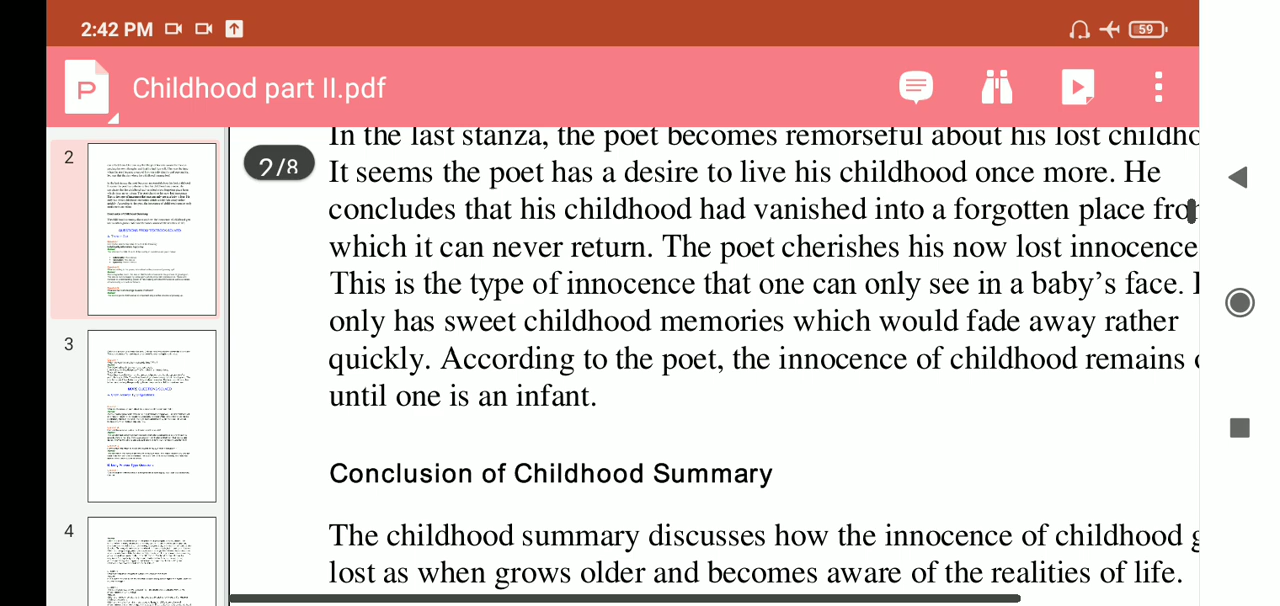 2:42 PM
59
P
Childhood part II.pdf
2
2/8
3
4
In the last stanza, the poet becomes remorseful about his lost childho
It seems the poet has a desire to live his childhood once more. He
concludes that his childhood had vanished into a forgotten place fro
which it can never return. The poet cherishes his now lost innocence
This is the type of innocence that one can only see in a baby’s face.
only has sweet childhood memories which would fade away rather
quickly. According to the poet, the innocence of childhood remains
until one is an infant.
Conclusion of Childhood Summary
The childhood summary discusses how the innocence of childhood g
lost as when grows older and becomes aware of the realities of life.